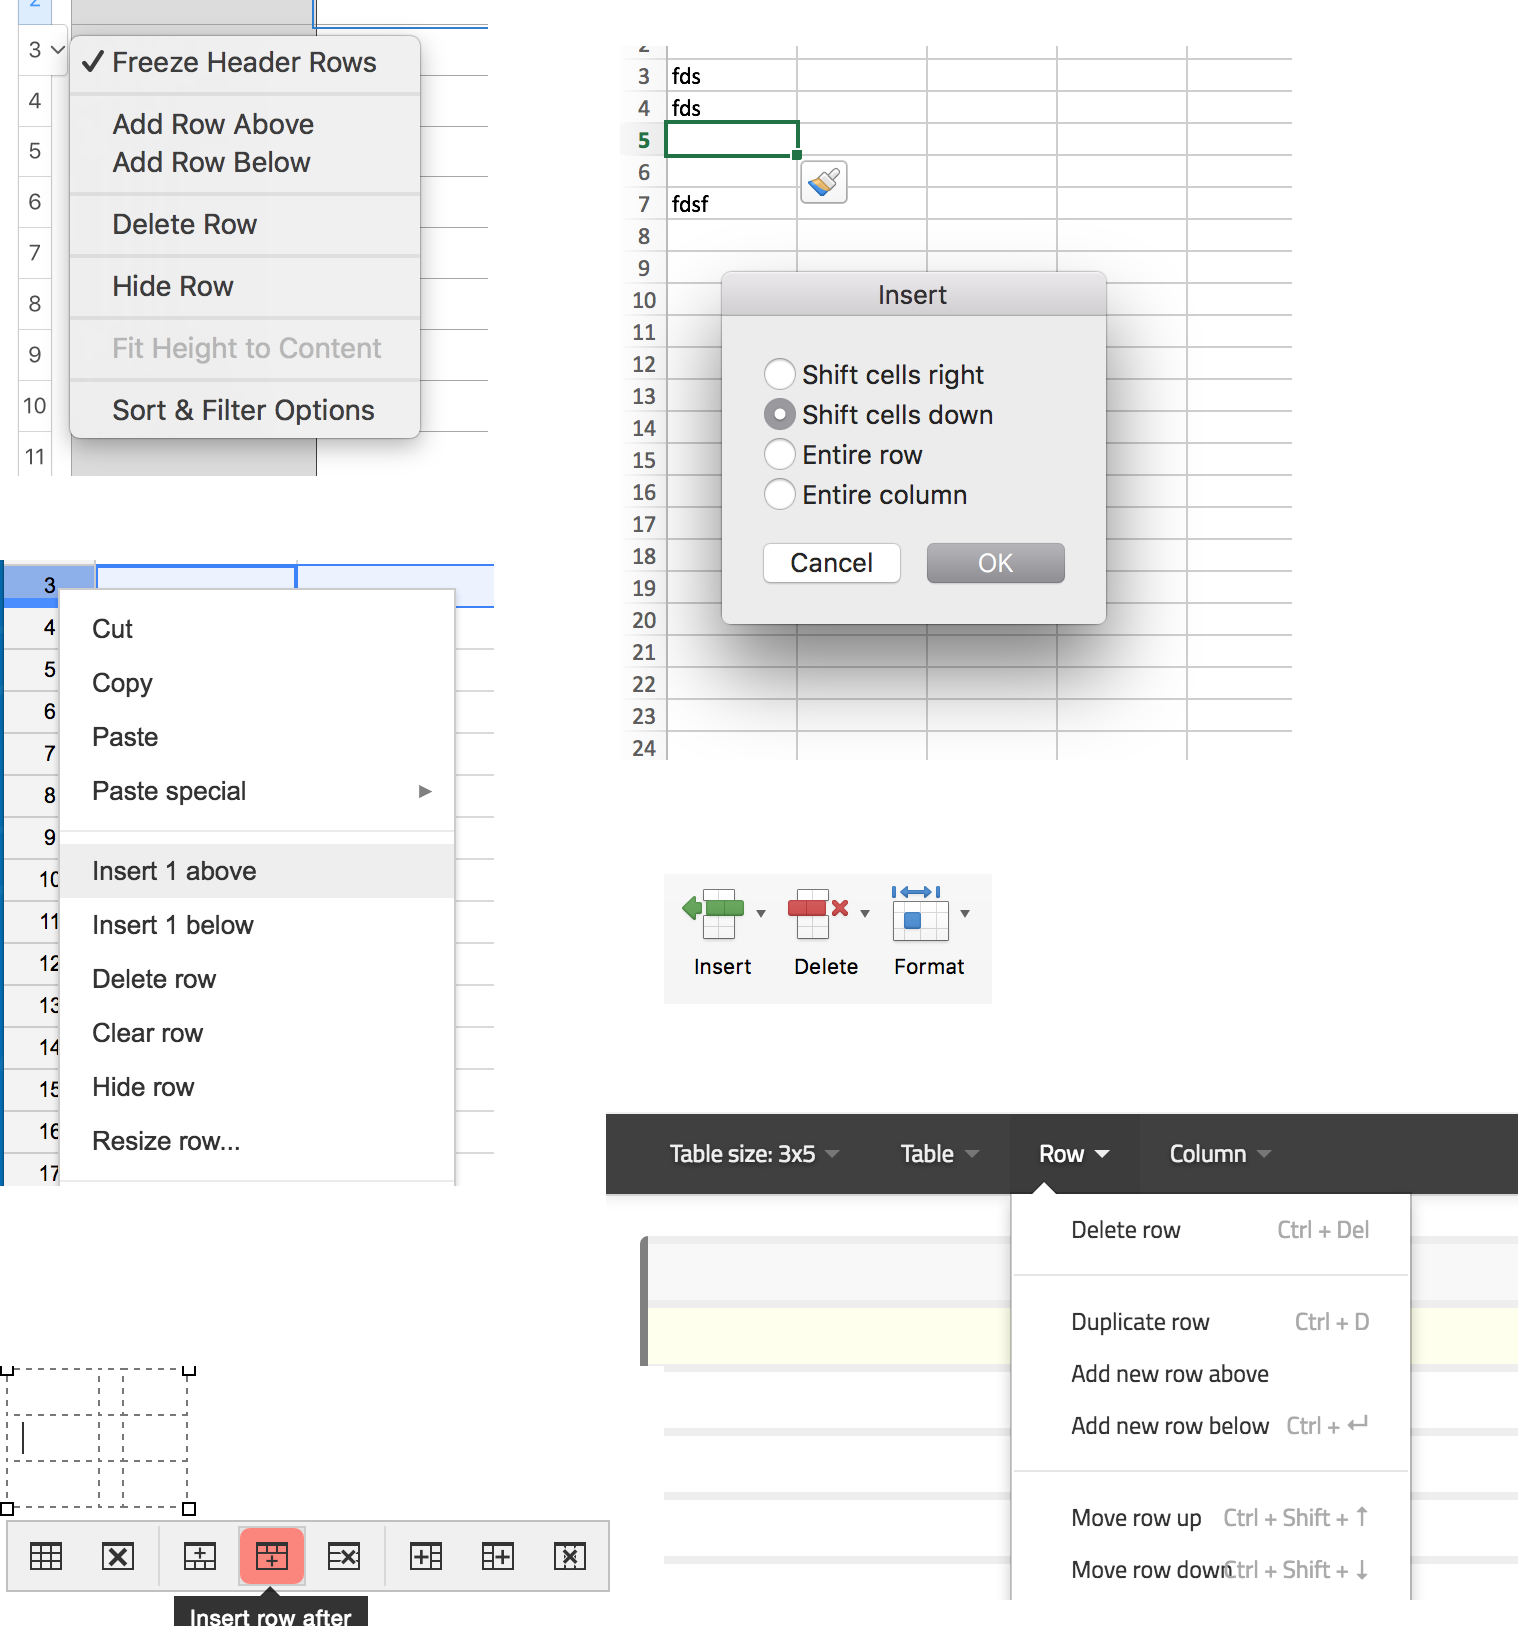 2
3
✓ Freeze Header Rows
4
Add Row Above
5
Add Row Below
6
Delete Row
7
8
Hide Row
9
Fit Height to Content
10
Sort & Filter Options
11
2
3 fds
4 fds
5
6
7 fdsf
8
9
10
11
12
13
14
15
16
17
18
19
20
21
22
23
24
Insert
Shift cells right
Shift cells down
Entire row
Entire column
Cancel OK
3
4
5
6
7
8
9
10
11
12
13
14
15
16
17
Cut
Copy
Paste
Paste special ▶
Insert 1 above
Insert 1 below
Delete row
Clear row
Hide row
Resize row...
Insert Delete Format
Table size: 3x5 Table Row Column
Delete row Ctrl + Del
Duplicate row Ctrl + D
Add new row above
Add new row below Ctrl + ↵
Move row up Ctrl + Shift + ↑
Move row down Ctrl + Shift + ↓
Insert row after